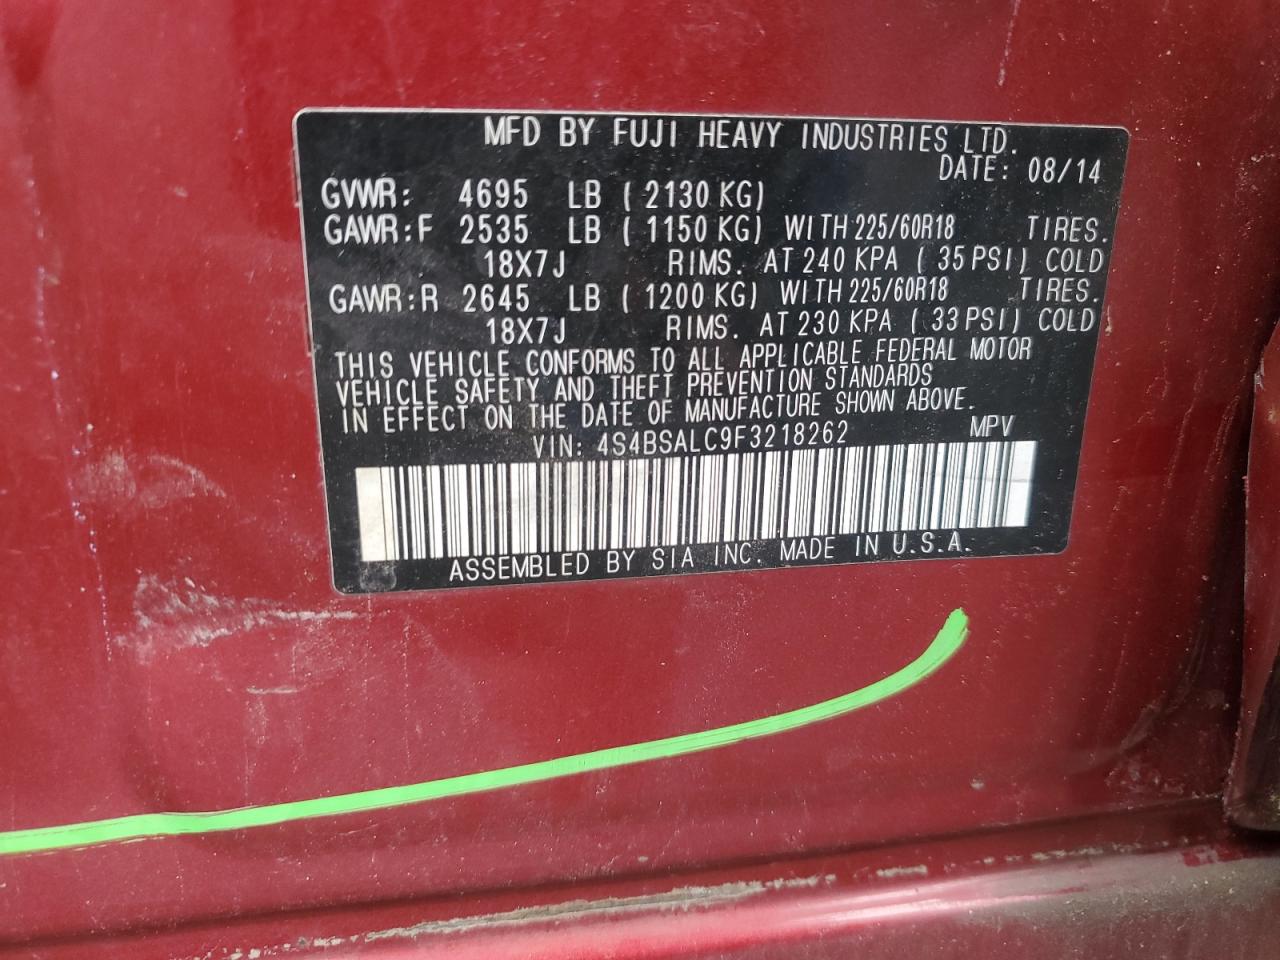 MFD BY FUJI HEAVY INDUSTRIES LTD.
DATE: 08/14
GVWR: 4695 LB (2130 KG)
GAWR:F 2535 LB (1150 KG) WITH 225/60R18 TIRES.
18X7J RIMS. AT 240 KPA (35 PSI) COLD
GAWR:R 2645 LB (1200 KG) WITH 225/60R18 TIRES.
18X7J RIMS. AT 230 KPA (33 PSI) COLD
THIS VEHICLE CONFORMS TO ALL APPLICABLE FEDERAL MOTOR
VEHICLE SAFETY AND THEFT PREVENTION STANDARDS
IN EFFECT ON THE DATE OF MANUFACTURE SHOWN ABOVE.
VIN: 4S4BSALC9F3218262 MPV
ASSEMBLED BY SIA INC. MADE IN U.S.A.